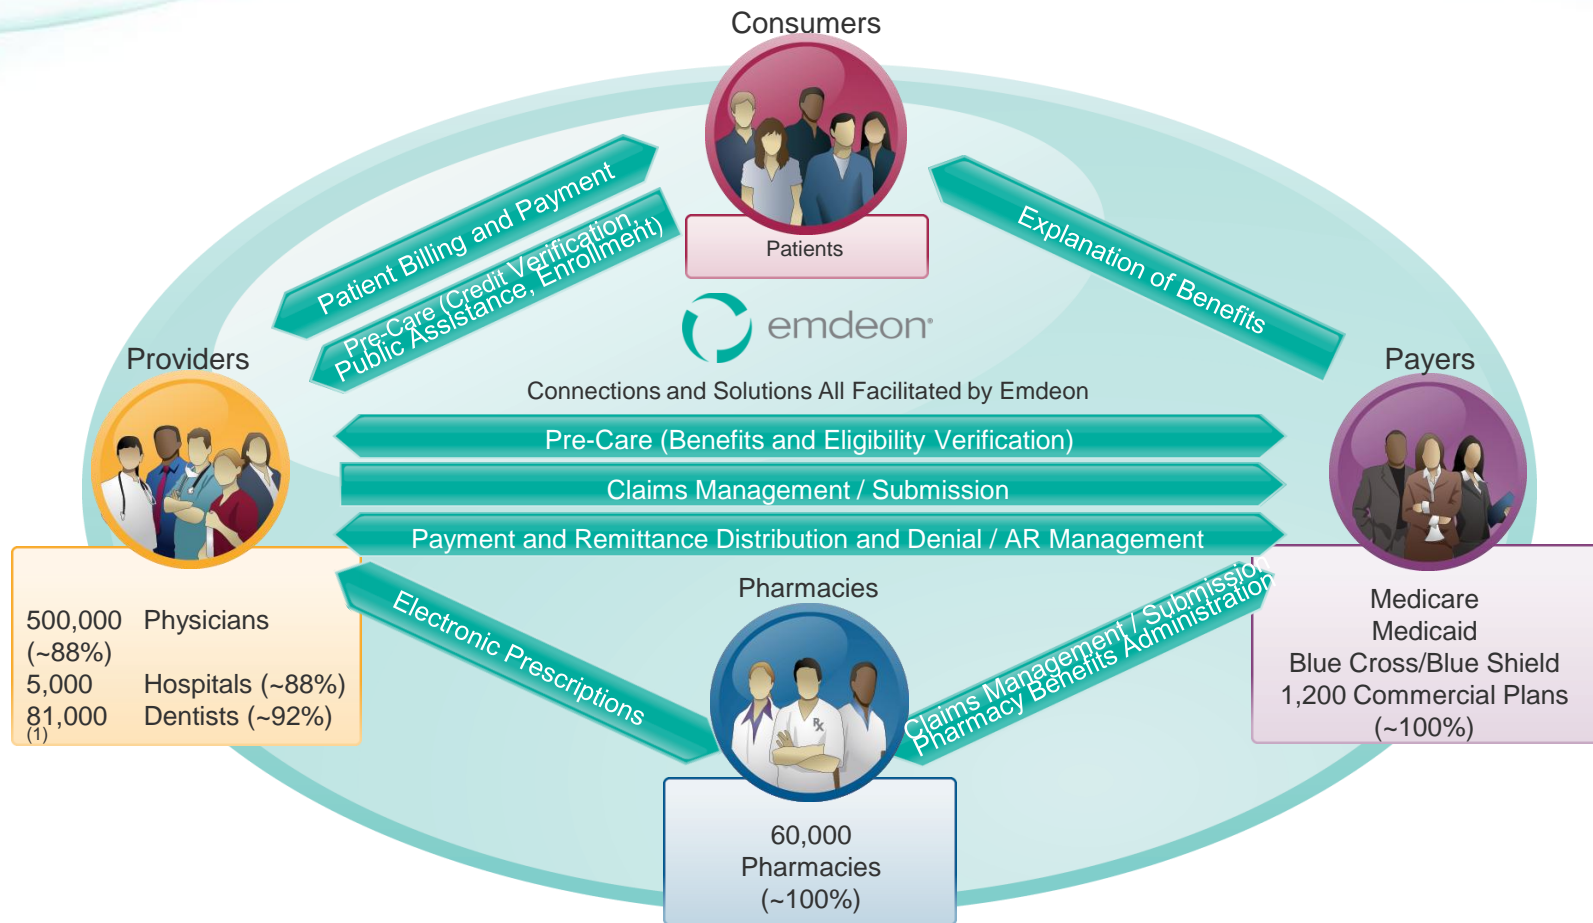 Consumers
Patients
Patient Billing and Payment
Pre-Care (Credit Verification,
Public Assistance, Enrollment)
Explanation of Benefits
emdeon®
Connections and Solutions All Facilitated by Emdeon
Providers
Payers
Pre-Care (Benefits and Eligibility Verification)
Claims Management / Submission
Payment and Remittance Distribution and Denial / AR Management
Electronic Prescriptions
Pharmacies
Claims Management / Submission
Pharmacy Benefits Administration
500,000 Physicians
(~88%)
5,000 Hospitals (~88%)
81,000 Dentists (~92%)
(1)
Rx
60,000
Pharmacies
(~100%)
Medicare
Medicaid
Blue Cross/Blue Shield
1,200 Commercial Plans
(~100%)